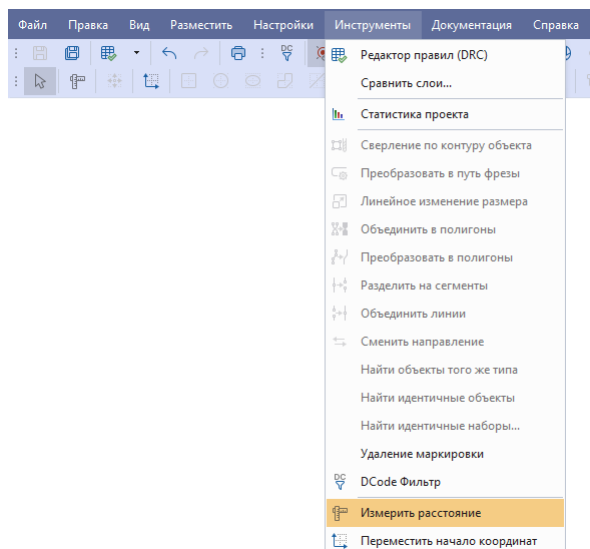 Файл Правка Вид Разместить Настройки Инструменты Документация Справка
DC
Редактор правил (DRC)
Сравнить слои...
Статистика проекта
Сверление по контуру объекта
Преобразовать в путь фрезы
Линейное изменение размера
Объединить в полигоны
Преобразовать в полигоны
Разделить на сегменты
Объединить линии
Сменить направление
Найти объекты того же типа
Найти идентичные объекты
Найти идентичные наборы...
Удаление маркировки
DC DCode Фильтр
Измерить расстояние
Переместить начало координат